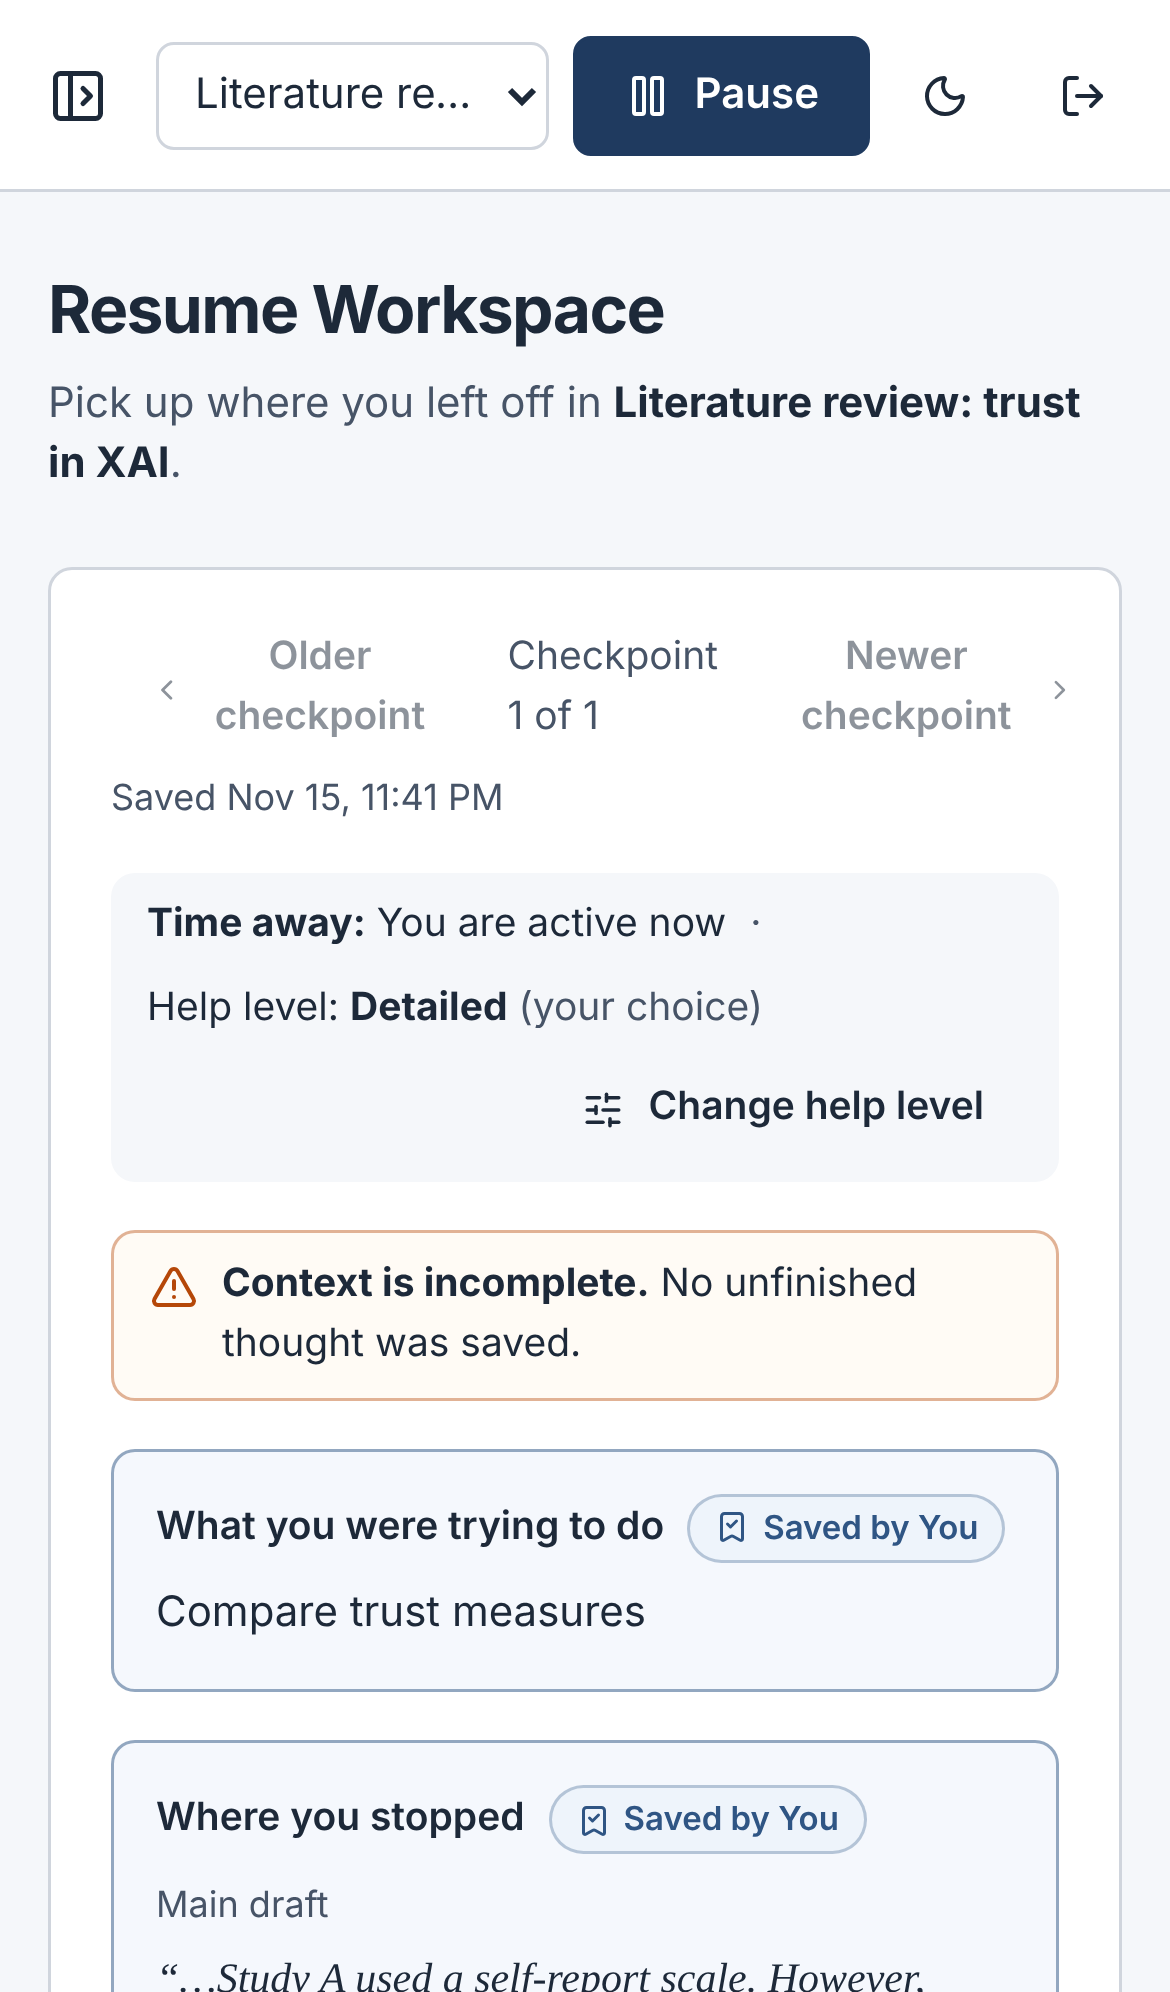 Literature re...
Pause
Resume Workspace
Pick up where you left off in Literature review: trust
in XAI.
Older
checkpoint
Checkpoint
1 of 1
Newer
checkpoint
Saved Nov 15, 11:41 PM
Time away: You are active now ·
Help level: Detailed (your choice)
Change help level
Context is incomplete. No unfinished
thought was saved.
What you were trying to do
Saved by You
Compare trust measures
Where you stopped
Saved by You
Main draft
“…Study A used a self-report scale. However,